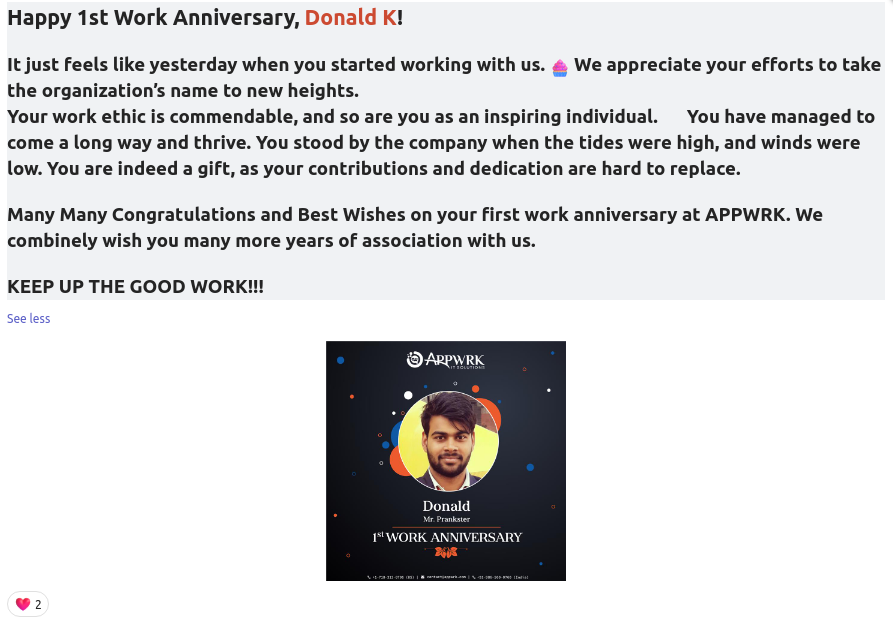 Happy 1st Work Anniversary, Donald K!
It just feels like yesterday when you started working with us. 🧁 We appreciate your efforts to take
the organization’s name to new heights.
Your work ethic is commendable, and so are you as an inspiring individual. You have managed to
come a long way and thrive. You stood by the company when the tides were high, and winds were
low. You are indeed a gift, as your contributions and dedication are hard to replace.
Many Many Congratulations and Best Wishes on your first work anniversary at APPWRK. We
combinely wish you many more years of association with us.
KEEP UP THE GOOD WORK!!!
See less
APPWRK
IT SOLUTIONS
Donald
Mr. Prankster
1st WORK ANNIVERSARY
2